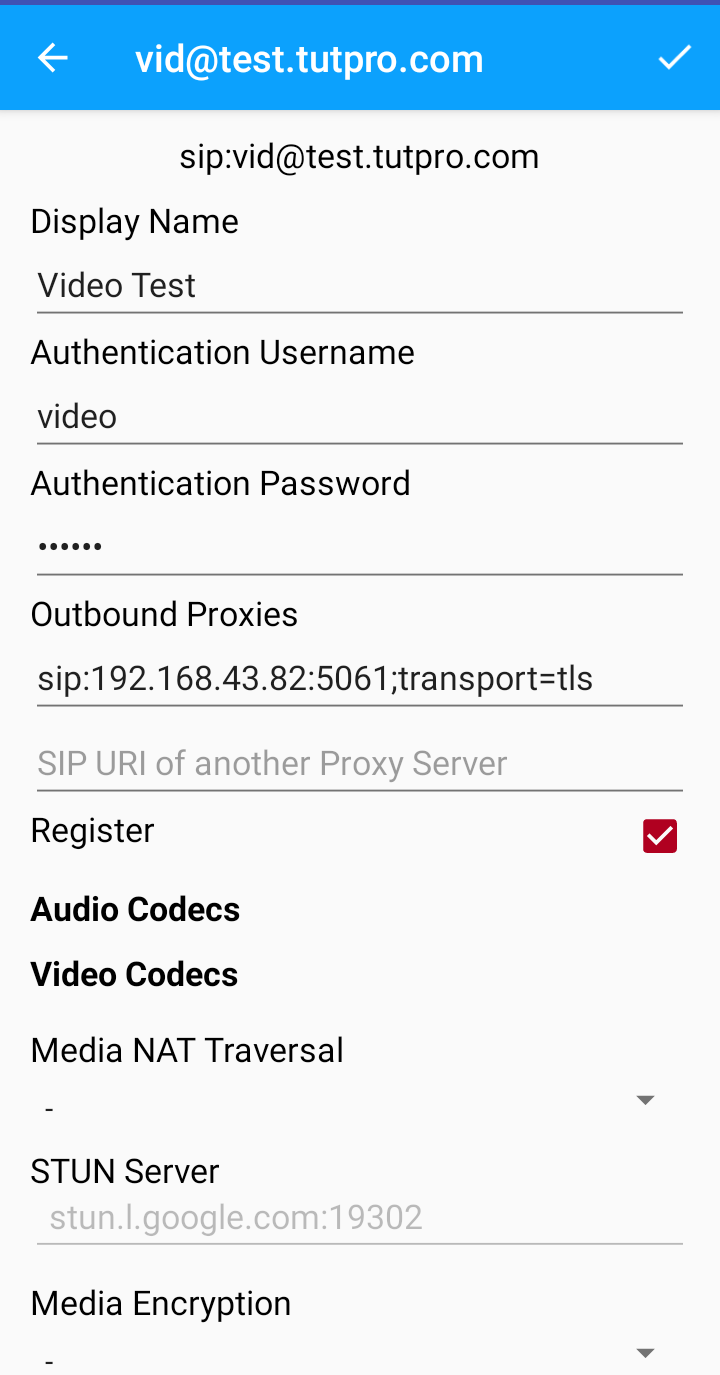 vid@test.tutpro.com
sip:vid@test.tutpro.com
Display Name
Video Test
Authentication Username
video
Authentication Password
••••••
Outbound Proxies
sip:192.168.43.82:5061;transport=tls
SIP URI of another Proxy Server
Register
Audio Codecs
Video Codecs
Media NAT Traversal
-
STUN Server
stun.l.google.com:19302
Media Encryption
-